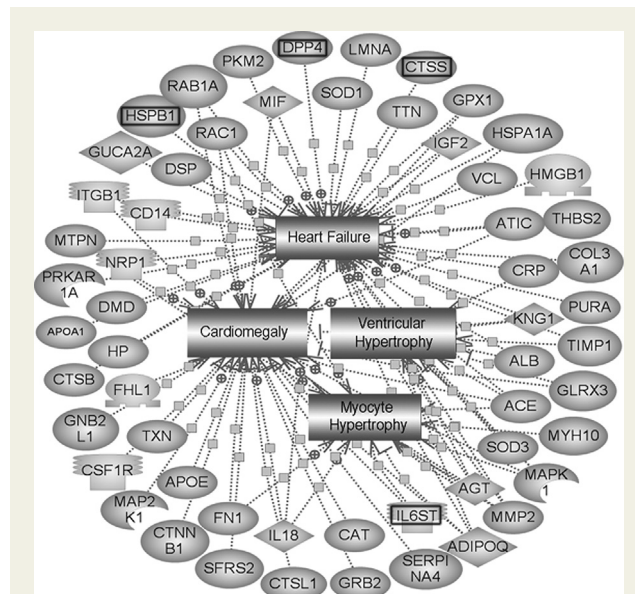 DPP4
LMNA
PKM2
CTSS
RAB1A
MIF
SOD1
TTN
GPX1
HSPB1
RAC1
IGF2
HSPA1A
GUCA2A
DSP
VCL
HMGB1
ITGB1
CD14
ATIC
THBS2
MTPN
Heart Failure
NRP1
CRP
COL3
A1
PRKAR
1A
DMD
KNG1
PURA
APOA1
Cardiomegaly
Ventricular
Hypertrophy
TIMP1
HP
ALB
CTSB
FHL1
GLRX3
Myocyte
Hypertrophy
ACE
GNB2
L1
TXN
SOD3
MYH10
CSF1R
APOE
AGT
MAPK
1
MAP2
K1
FN1
IL6ST
MMP2
CTNN
B1
IL18
CAT
ADIPOQ
SFRS2
SERPI
NA4
CTSL1
GRB2